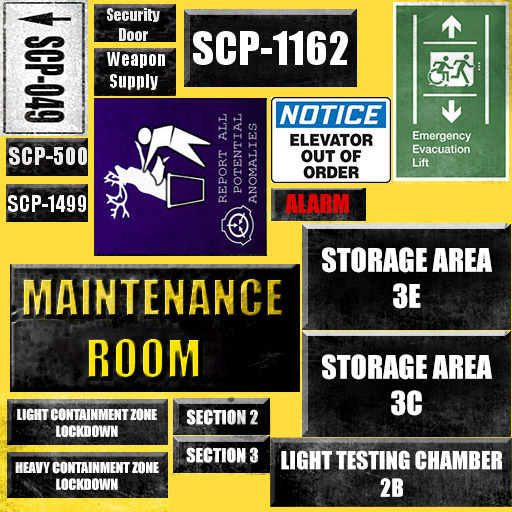 SCP-049
Security
Door
Weapon
Supply
SCP-1162
Emergency
Evacuation
Lift
SCP-500
SCP-1499
REPORT ALL
POTENTIAL
ANOMALIES
NOTICE
ELEVATOR
OUT OF
ORDER
ALARM
STORAGE AREA
3E
MAINTENANCE
ROOM
STORAGE AREA
3C
LIGHT CONTAINMENT ZONE
LOCKDOWN
SECTION 2
HEAVY CONTAINMENT ZONE
LOCKDOWN
SECTION 3
LIGHT TESTING CHAMBER
2B